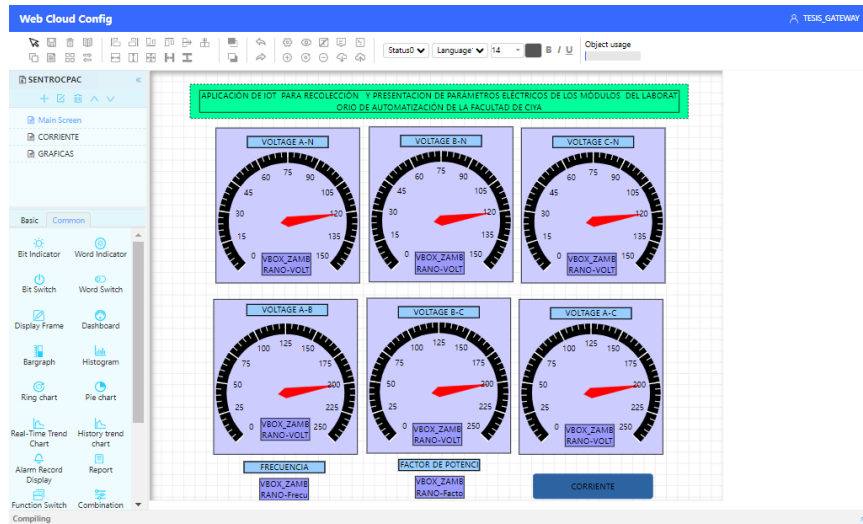 Web Cloud Config
TESIS_GATEWAY
Status0
Language
14
B / U
Object usage
SENTROCPAC
Main Screen
CORRIENTE
GRAFICAS
Basic Common
Bit Indicator Word Indicator
Bit Switch Word Switch
Display Frame Dashboard
Bargraph Histogram
Ring chart Pie chart
Real-Time Trend Chart
History trend chart
Alarm Record Display
Report
Function Switch Combination
APLICACIÓN DE IOT PARA RECOLECCIÓN Y PRESENTACION DE PARÁMETROS ELÉCTRICOS DE LOS MÓDULOS DEL LABORAT
ORIO DE AUTOMATIZACIÓN DE LA FACULTAD DE CIYA
VOLTAGE A-N
0 15 30 45 60 75 90 105 120 135 150
VBOX_ZAMB
RANO-VOLT
VOLTAGE B-N
0 15 30 45 60 75 90 105 120 135 150
VBOX_ZAMB
RANO-VOLT
VOLTAGE C-N
0 15 30 45 60 75 90 105 120 135 150
VBOX_ZAMB
RANO-VOLT
VOLTAGE A-B
0 25 50 75 100 125 150 175 200 225 250
VBOX_ZAMB
RANO-VOLT
VOLTAGE B-C
0 25 50 75 100 125 150 175 200 225 250
VBOX_ZAMB
RANO-VOLT
VOLTAGE A-C
0 25 50 75 100 125 150 175 200 225 250
VBOX_ZAMB
RANO-VOLT
FRECUENCIA
VBOX_ZAMB
RANO-Frecu
FACTOR DE POTENCI
VBOX_ZAMB
RANO-Facto
CORRIENTE
Compiling